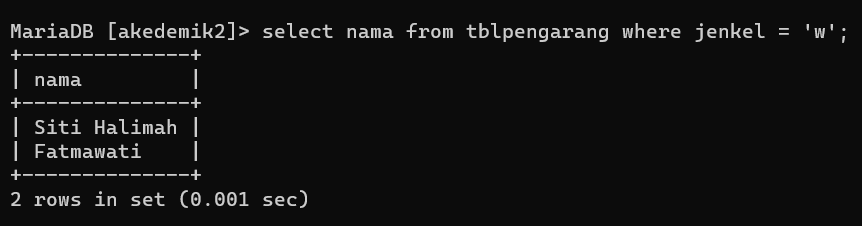 MariaDB [akedemik2]> select nama from tblpengarang where jenkel = 'w';
+--------------+
| nama         |
+--------------+
| Siti Halimah |
| Fatmawati    |
+--------------+
2 rows in set (0.001 sec)